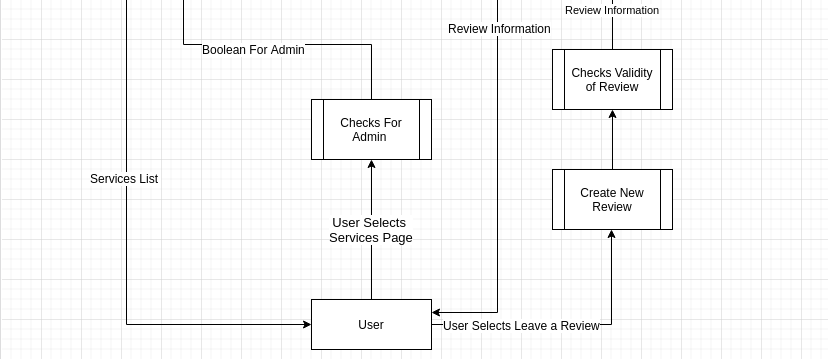 Review Information
Review Information
Boolean For Admin
Checks Validity
of Review
Checks For
Admin
Services List
Create New
Review
User Selects
Services Page
User
User Selects Leave a Review